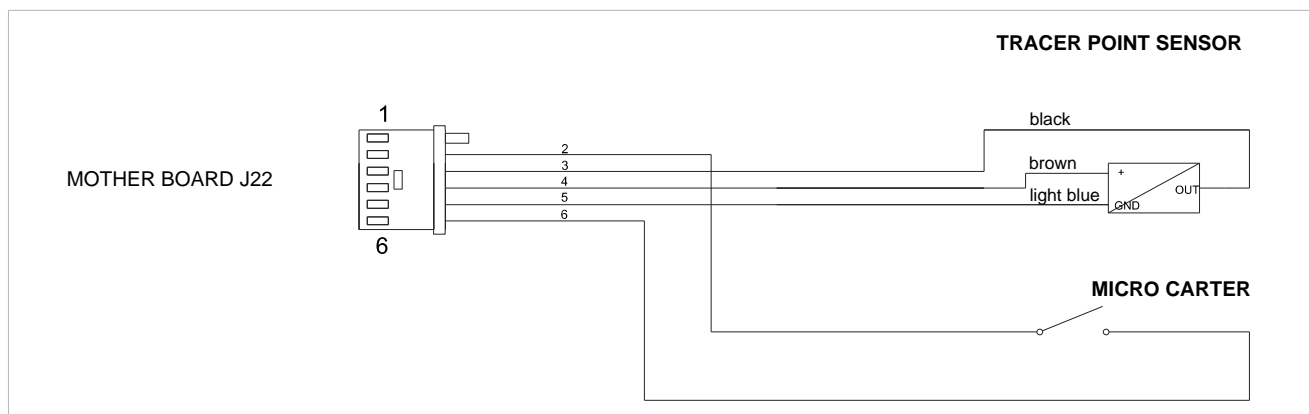 TRACER POINT SENSOR
1
black
2
3
brown
+
MOTHER BOARD J22
4
OUT
light blue
5
GND
6
6
MICRO CARTER